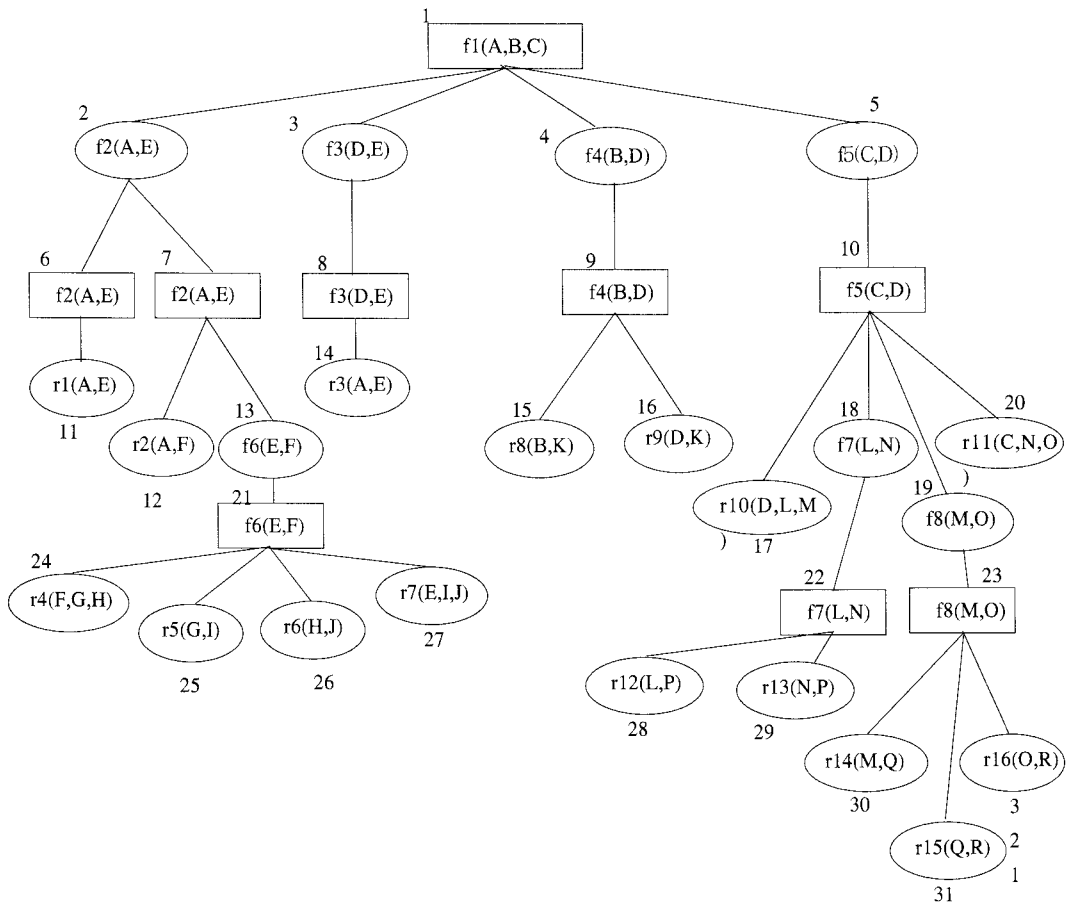 1
f1(A,B,C)
2
3
4
5
f2(A,E)
f3(D,E)
f4(B,D)
f5(C,D)
6
7
8
9
10
f2(A,E)
f2(A,E)
f3(D,E)
f4(B,D)
f5(C,D)
14
r1(A,E)
r3(A,E)
11
13
15
16
18
20
r2(A,F)
f6(E,F)
r8(B,K)
r9(D,K)
f7(L,N)
r11(C,N,O
)
12
21
19
f6(E,F)
r10(D,L,M
)
17
f8(M,O)
24
22
23
r4(F,G,H)
r5(G,I)
r6(H,J)
r7(E,I,J)
f7(L,N)
f8(M,O)
25
26
27
r12(L,P)
r13(N,P)
28
29
r14(M,Q)
r16(O,R)
30
3
r15(Q,R)
2
1
31